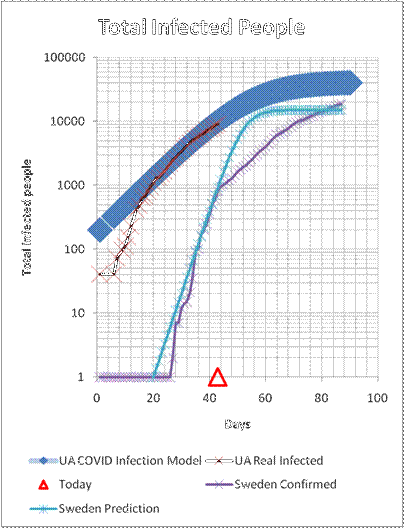 Total Infected People
100000
10000
1000
100
10
1
Total Infected people
0 20 40 60 80 100
Days
UA COVID Infection Model UA Real Infected
Today Sweden Confirmed
Sweden Prediction